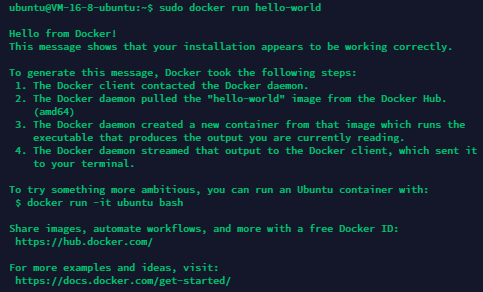 ubuntu@VM-16-8-ubuntu:~$ sudo docker run hello-world
Hello from Docker!
This message shows that your installation appears to be working correctly.
To generate this message, Docker took the following steps:
1. The Docker client contacted the Docker daemon.
2. The Docker daemon pulled the "hello-world" image from the Docker Hub.
(amd64)
3. The Docker daemon created a new container from that image which runs the
executable that produces the output you are currently reading.
4. The Docker daemon streamed that output to the Docker client, which sent it
to your terminal.
To try something more ambitious, you can run an Ubuntu container with:
$ docker run -it ubuntu bash
Share images, automate workflows, and more with a free Docker ID:
https://hub.docker.com/
For more examples and ideas, visit:
https://docs.docker.com/get-started/